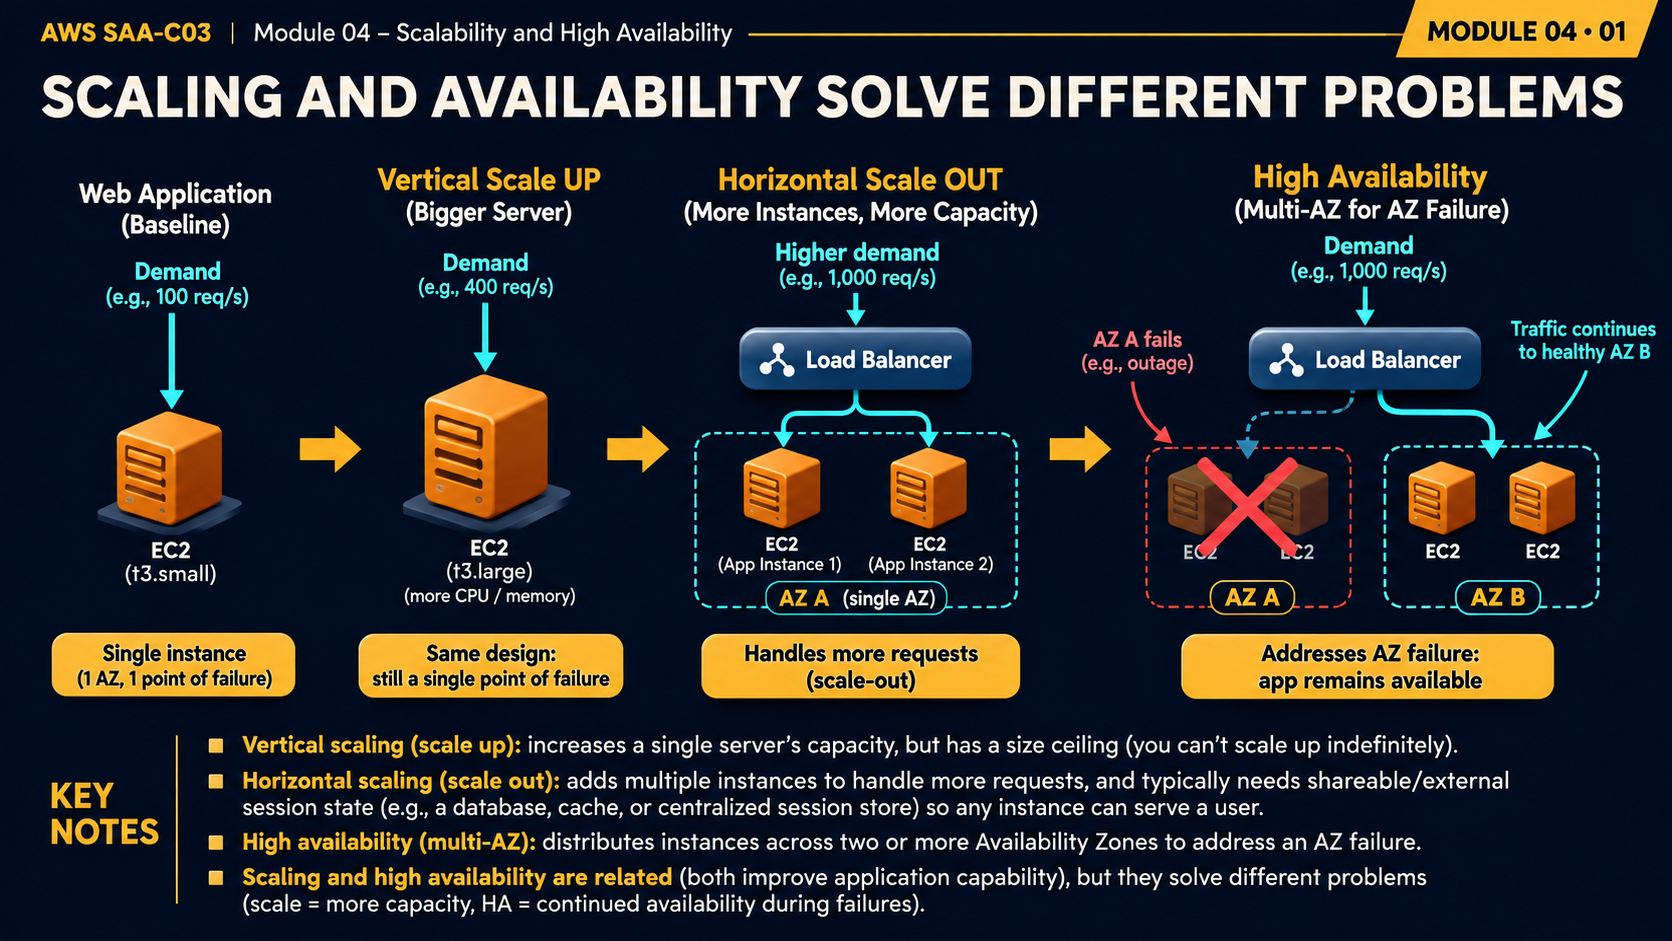 AWS SAA-C03 | Module 04 – Scalability and High Availability
MODULE 04 • 01
SCALING AND AVAILABILITY SOLVE DIFFERENT PROBLEMS
Web Application
(Baseline)
Demand
(e.g., 100 req/s)
EC2
(t3.small)
Single instance
(1 AZ, 1 point of failure)
Vertical Scale UP
(Bigger Server)
Demand
(e.g., 400 req/s)
EC2
(t3.large)
(more CPU / memory)
Same design:
still a single point of failure
Horizontal Scale OUT
(More Instances, More Capacity)
Higher demand
(e.g., 1,000 req/s)
Load Balancer
EC2
(App Instance 1)
EC2
(App Instance 2)
AZ A (single AZ)
Handles more requests
(scale-out)
High Availability
(Multi-AZ for AZ Failure)
Demand
(e.g., 1,000 req/s)
Load Balancer
AZ A fails
(e.g., outage)
Traffic continues
to healthy AZ B
EC2
EC2
AZ A
EC2
EC2
AZ B
Addresses AZ failure:
app remains available
KEY
NOTES
Vertical scaling (scale up): increases a single server's capacity, but has a size ceiling (you can't scale up indefinitely).
Horizontal scaling (scale out): adds multiple instances to handle more requests, and typically needs shareable/external
session state (e.g., a database, cache, or centralized session store) so any instance can serve a user.
High availability (multi-AZ): distributes instances across two or more Availability Zones to address an AZ failure.
Scaling and high availability are related (both improve application capability), but they solve different problems
(scale = more capacity, HA = continued availability during failures).